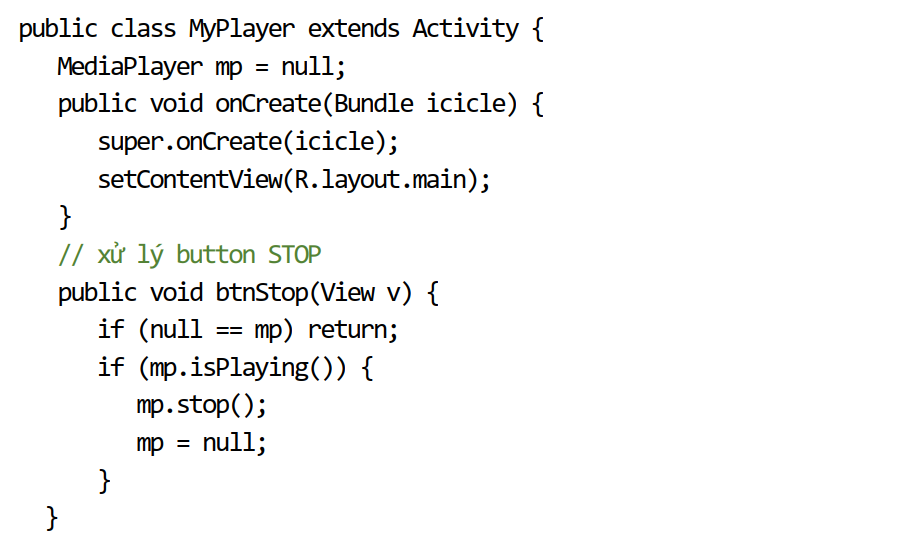 public class MyPlayer extends Activity {
MediaPlayer mp = null;
public void onCreate(Bundle icicle) {
super.onCreate(icicle);
setContentView(R.layout.main);
}
// xử lý button STOP
public void btnStop(View v) {
if (null == mp) return;
if (mp.isPlaying()) {
mp.stop();
mp = null;
}
}